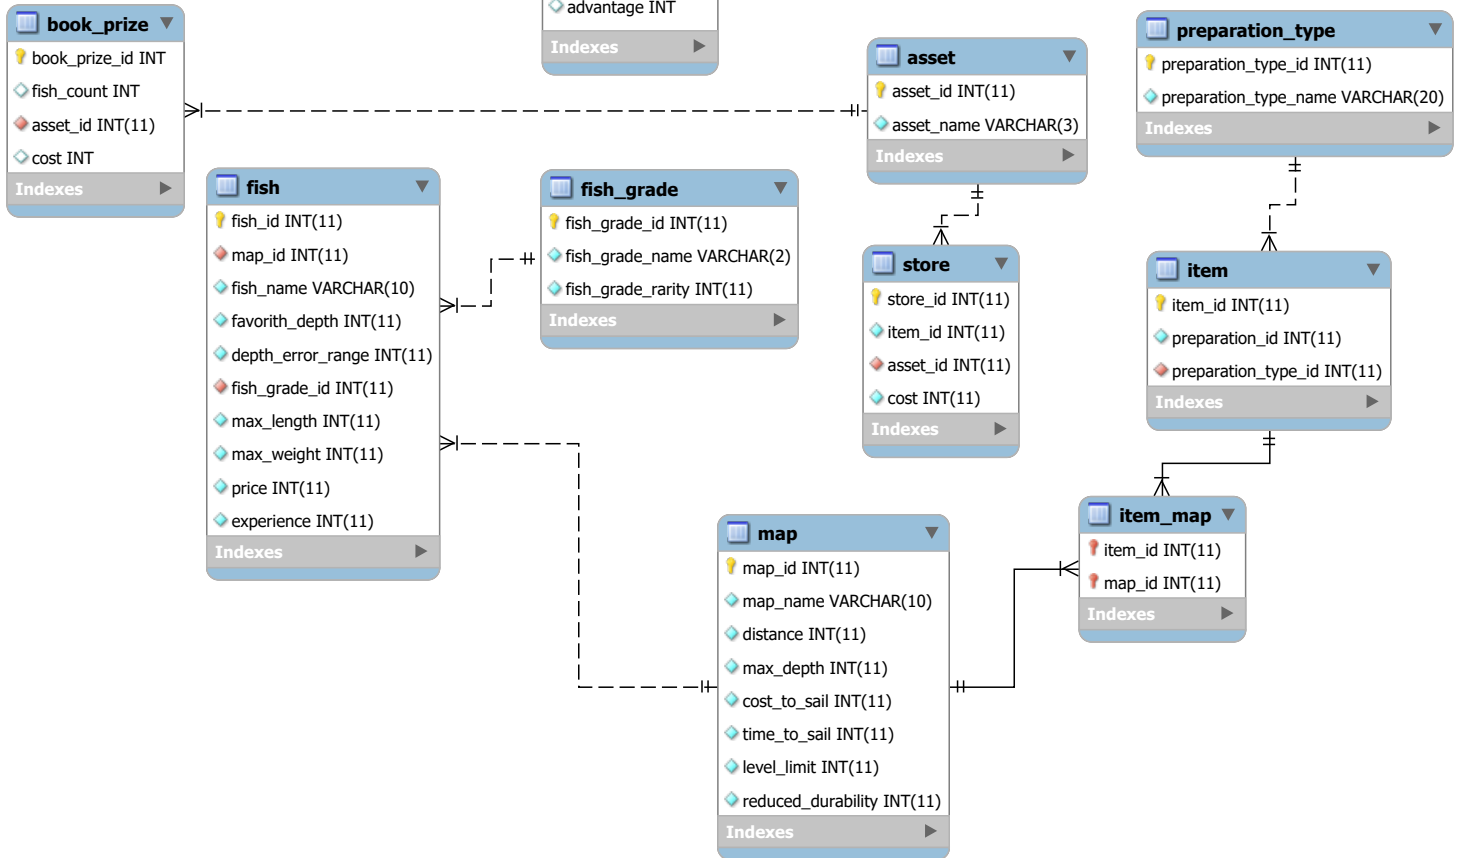 book_prize
book_prize_id INT
fish_count INT
asset_id INT(11)
cost INT
Indexes
advantage INT
Indexes
asset
asset_id INT(11)
asset_name VARCHAR(3)
Indexes
preparation_type
preparation_type_id INT(11)
preparation_type_name VARCHAR(20)
Indexes
fish
fish_id INT(11)
map_id INT(11)
fish_name VARCHAR(10)
favorith_depth INT(11)
depth_error_range INT(11)
fish_grade_id INT(11)
max_length INT(11)
max_weight INT(11)
price INT(11)
experience INT(11)
Indexes
fish_grade
fish_grade_id INT(11)
fish_grade_name VARCHAR(2)
fish_grade_rarity INT(11)
Indexes
store
store_id INT(11)
item_id INT(11)
asset_id INT(11)
cost INT(11)
Indexes
item
item_id INT(11)
preparation_id INT(11)
preparation_type_id INT(11)
Indexes
map
map_id INT(11)
map_name VARCHAR(10)
distance INT(11)
max_depth INT(11)
cost_to_sail INT(11)
time_to_sail INT(11)
level_limit INT(11)
reduced_durability INT(11)
Indexes
item_map
item_id INT(11)
map_id INT(11)
Indexes